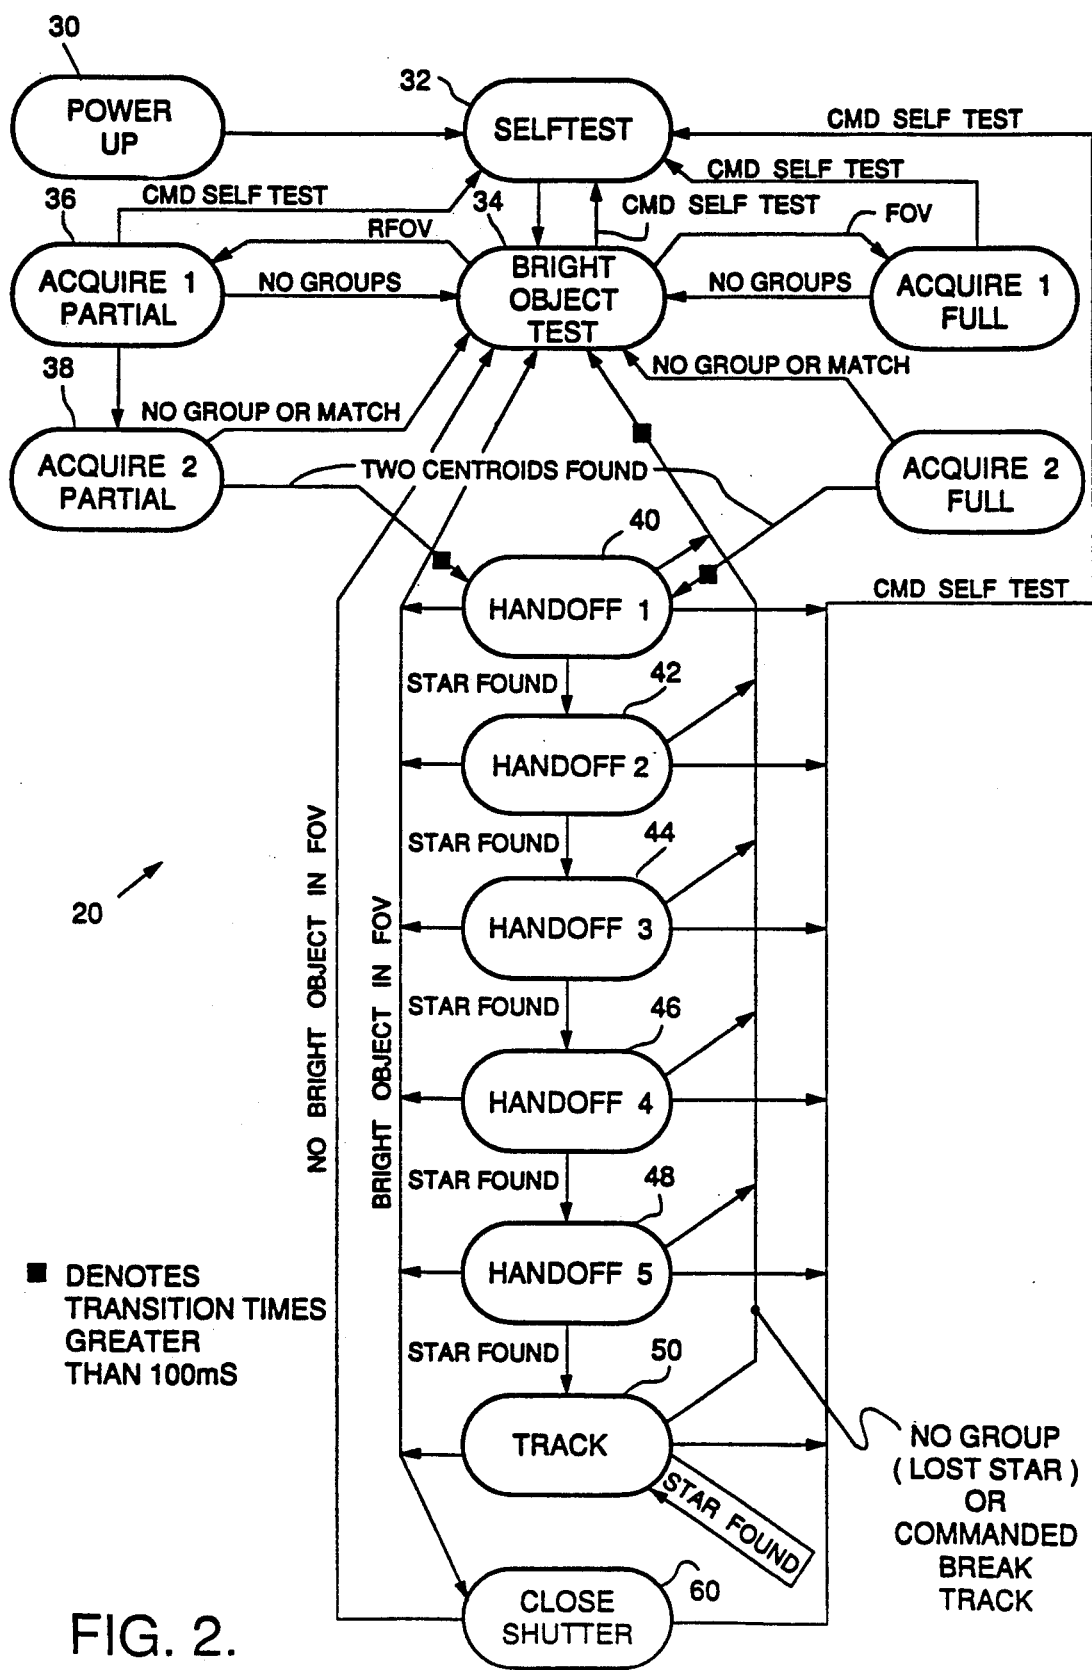 30
POWER
UP
32
SELFTEST
CMD SELF TEST
CMD SELF TEST
CMD SELF TEST
36
34
CMD SELF TEST
RFOV
FOV
ACQUIRE 1
PARTIAL
NO GROUPS
BRIGHT
OBJECT
TEST
NO GROUPS
ACQUIRE 1
FULL
38
NO GROUP OR MATCH
NO GROUP OR MATCH
ACQUIRE 2
PARTIAL
TWO CENTROIDS FOUND
ACQUIRE 2
FULL
40
HANDOFF 1
CMD SELF TEST
STAR FOUND
42
HANDOFF 2
STAR FOUND
44
20
HANDOFF 3
NO BRIGHT OBJECT IN FOV
BRIGHT OBJECT IN FOV
STAR FOUND
46
HANDOFF 4
STAR FOUND
48
HANDOFF 5
■ DENOTES
TRANSITION TIMES
GREATER
THAN 100mS
STAR FOUND
50
TRACK
STAR FOUND
NO GROUP
( LOST STAR )
OR
COMMANDED
BREAK
TRACK
60
CLOSE
SHUTTER
FIG. 2.